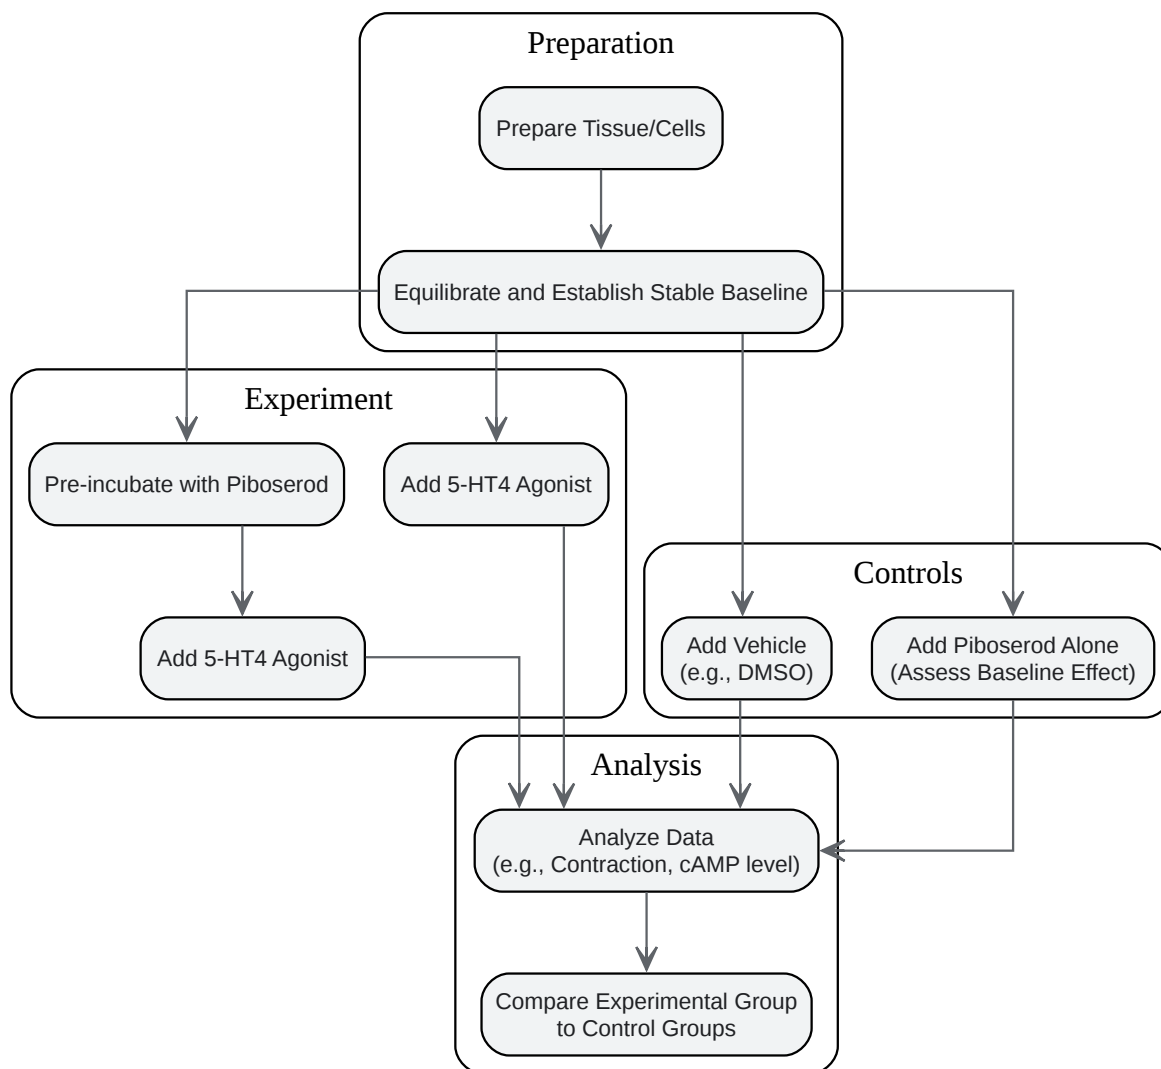 Preparation
Prepare Tissue/Cells
Equilibrate and Establish Stable Baseline
Experiment
Pre-incubate with Piboserod
Add 5-HT4 Agonist
Add 5-HT4 Agonist
Controls
Add Vehicle
(e.g., DMSO)
Add Piboserod Alone
(Assess Baseline Effect)
Analysis
Analyze Data
(e.g., Contraction, cAMP level)
Compare Experimental Group
to Control Groups